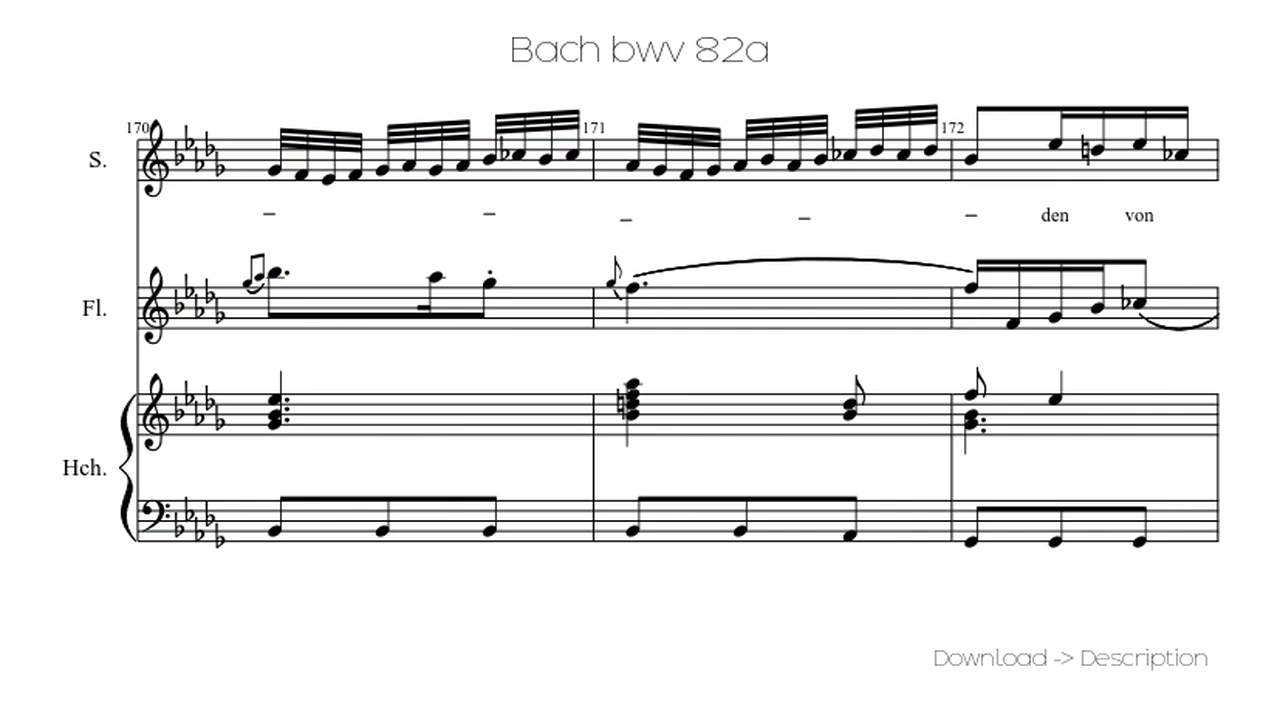 Bach bwv 82a
170 171 172
S.
– – – – – den von
Fl.
Hch.
Download -> Description